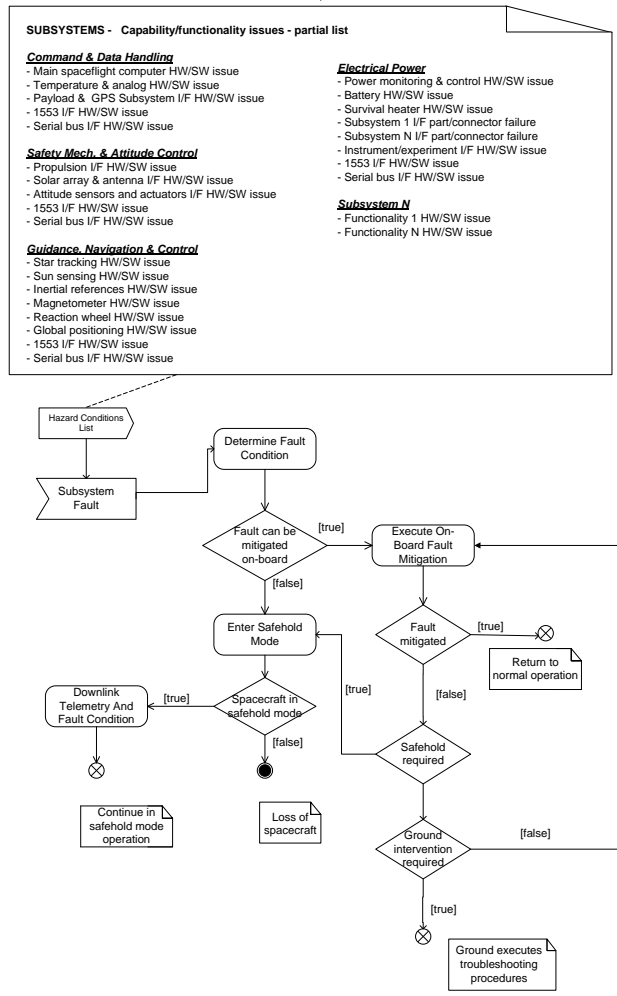 SUBSYSTEMS - Capability/functionality issues - partial list
Command & Data Handling
- Main spaceflight computer HW/SW issue
- Temperature & analog HW/SW issue
- Payload & GPS Subsystem I/F HW/SW issue
- 1553 I/F HW/SW issue
- Serial bus I/F HW/SW issue
Safety Mech. & Attitude Control
- Propulsion I/F HW/SW issue
- Solar array & antenna I/F HW/SW issue
- Attitude sensors and actuators I/F HW/SW issue
- 1553 I/F HW/SW issue
- Serial bus I/F HW/SW issue
Guidance, Navigation & Control
- Star tracking HW/SW issue
- Sun sensing HW/SW issue
- Inertial references HW/SW issue
- Magnetometer HW/SW issue
- Reaction wheel HW/SW issue
- Global positioning HW/SW issue
- 1553 I/F HW/SW issue
- Serial bus I/F HW/SW issue
Electrical Power
- Power monitoring & control HW/SW issue
- Battery HW/SW issue
- Survival heater HW/SW issue
- Subsystem 1 I/F part/connector failure
- Subsystem N I/F part/connector failure
- Instrument/experiment I/F HW/SW issue
- 1553 I/F HW/SW issue
- Serial bus I/F HW/SW issue
Subsystem N
- Functionality 1 HW/SW issue
- Functionality N HW/SW issue
Hazard Conditions
List
Subsystem
Fault
Determine Fault
Condition
Fault can be
mitigated
on-board
[true]
[false]
Execute On-
Board Fault
Mitigation
Enter Safehold
Mode
Fault
mitigated
[true]
[false]
Return to
normal operation
Spacecraft in
safehold mode
[true]
[false]
Downlink
Telemetry And
Fault Condition
Continue in
safehold mode
operation
Loss of
spacecraft
Safehold
required
[true]
Ground
intervention
required
[false]
[true]
Ground executes
troubleshooting
procedures